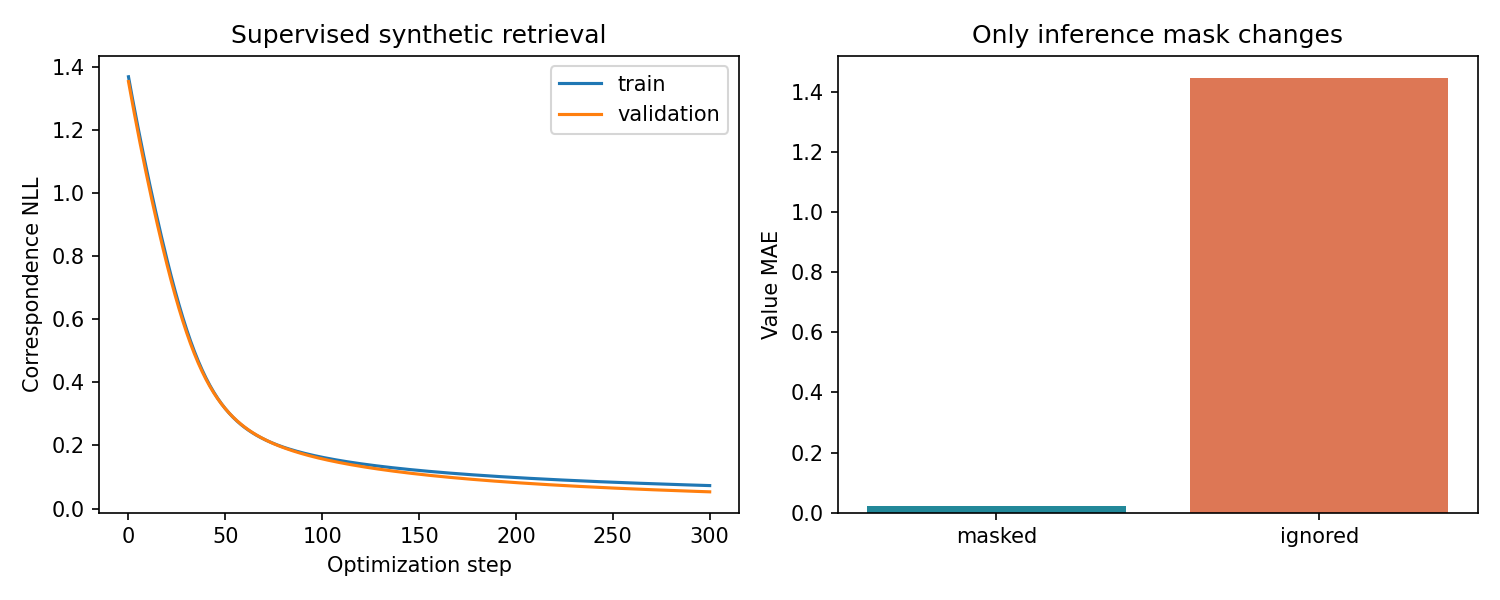 Supervised synthetic retrieval
Correspondence NLL
1.4
1.2
1.0
0.8
0.6
0.4
0.2
0.0
train
validation
0 50 100 150 200 250 300
Optimization step
Only inference mask changes
Value MAE
1.4
1.2
1.0
0.8
0.6
0.4
0.2
0.0
masked ignored